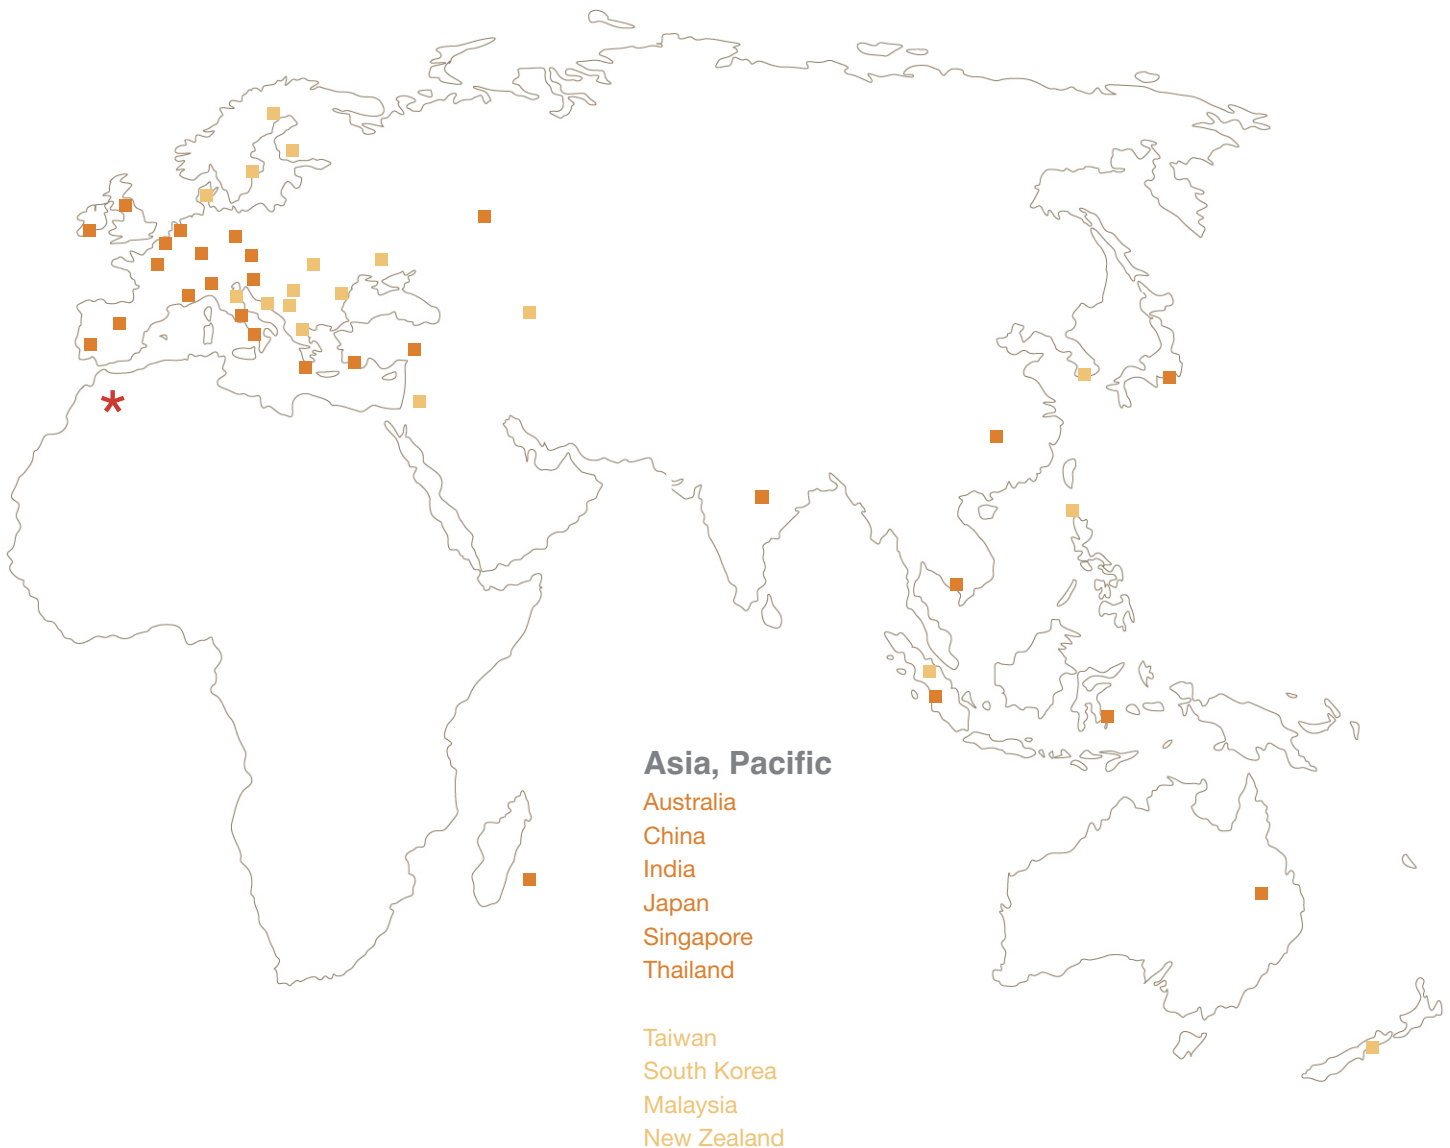 *
Asia, Pacific
Australia
China
India
Japan
Singapore
Thailand
Taiwan
South Korea
Malaysia
New Zealand